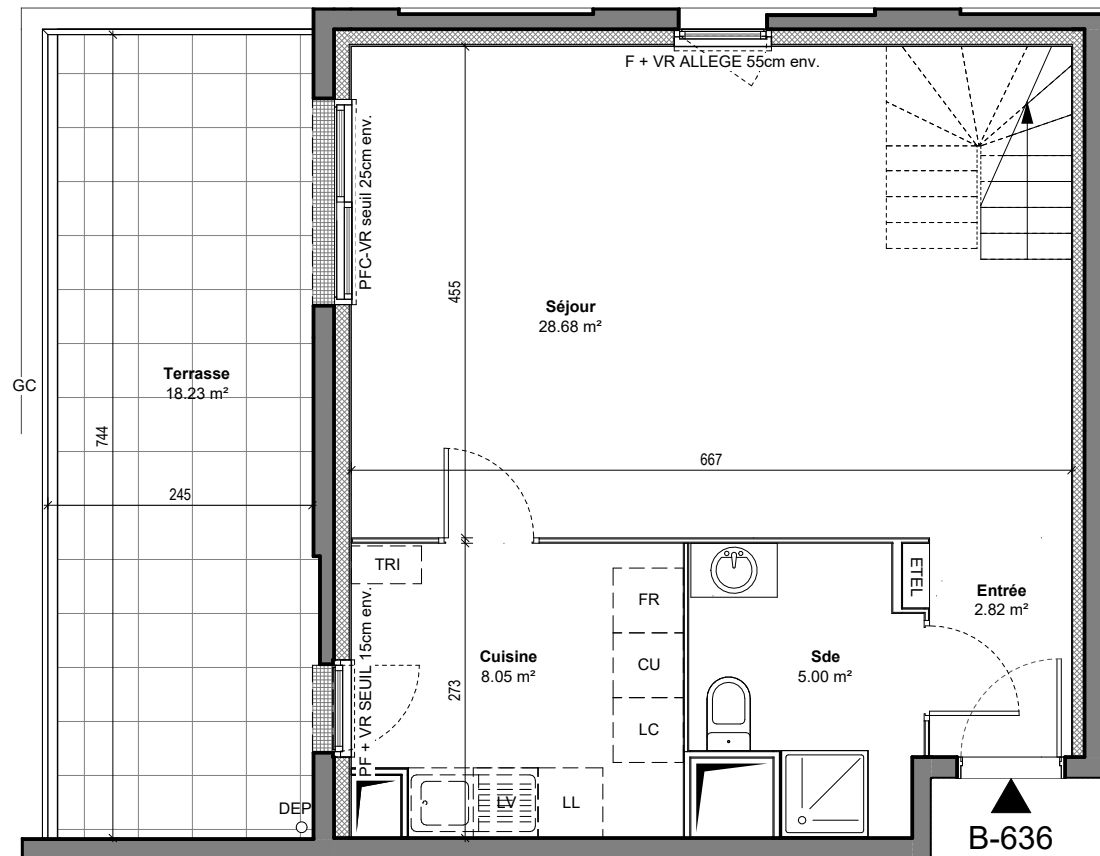 F + VR ALLEGE 55cm env.
PFC-VR seuil 25cm env.
455
Séjour
28.68 m²
Terrasse
18.23 m²
GC
744
667
245
TRI
ETEL
FR
Entrée
2.82 m²
PF + VR SEUIL 15cm env.
Cuisine
8.05 m²
CU
Sde
5.00 m²
273
LC
LV
LL
DEP
B-636